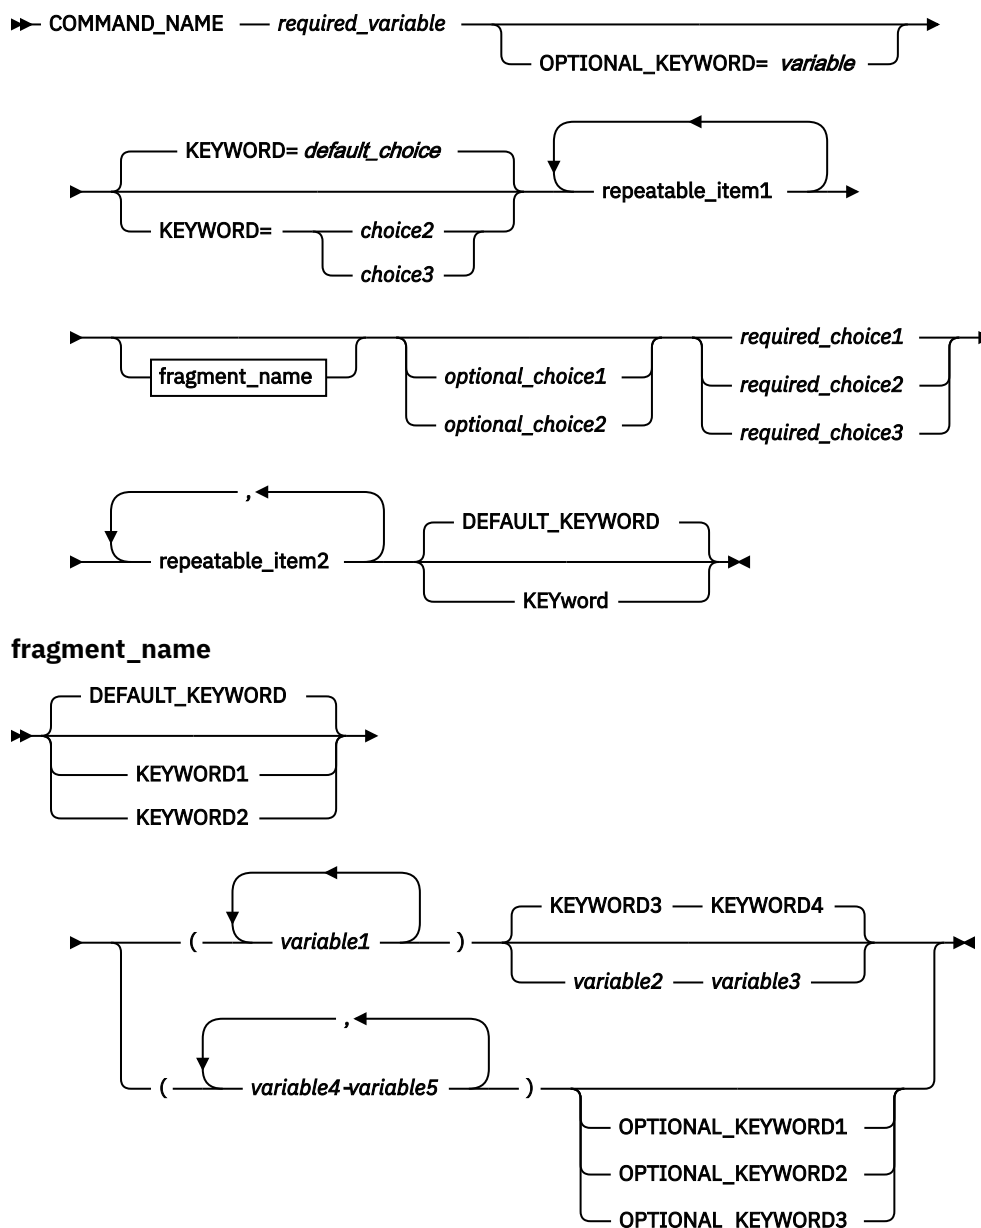 COMMAND_NAME required_variable
OPTIONAL_KEYWORD= variable
KEYWORD= default_choice
repeatable_item1
KEYWORD= choice2
choice3
required_choice1
fragment_name optional_choice1 required_choice2
optional_choice2 required_choice3
,
DEFAULT_KEYWORD
repeatable_item2
KEYword
fragment_name
DEFAULT_KEYWORD
KEYWORD1
KEYWORD2
KEYWORD3 KEYWORD4
( variable1 )
variable2 variable3
,
( variable4-variable5 )
OPTIONAL_KEYWORD1
OPTIONAL_KEYWORD2
OPTIONAL_KEYWORD3